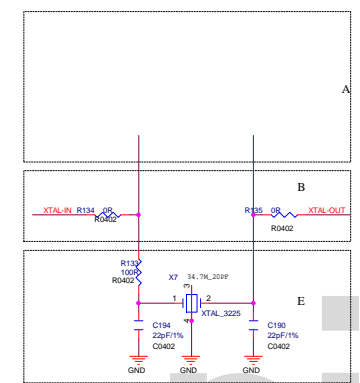 A
B
XTAL-IN R134 0R R135 0R XTAL-OUT
R0402 R0402
R133
100R
R0402
X7 34.7M_20PF
E
3
1 2
4 XTAL_3225
C194 C190
22pF/1% 22pF/1%
C0402 C0402
GND GND GND